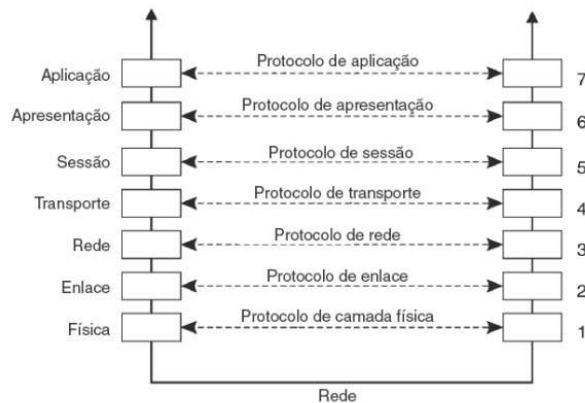 Aplicação Protocolo de aplicação 7
Apresentação Protocolo de apresentação 6
Sessão Protocolo de sessão 5
Transporte Protocolo de transporte 4
Rede Protocolo de rede 3
Enlace Protocolo de enlace 2
Física Protocolo de camada física 1
Rede